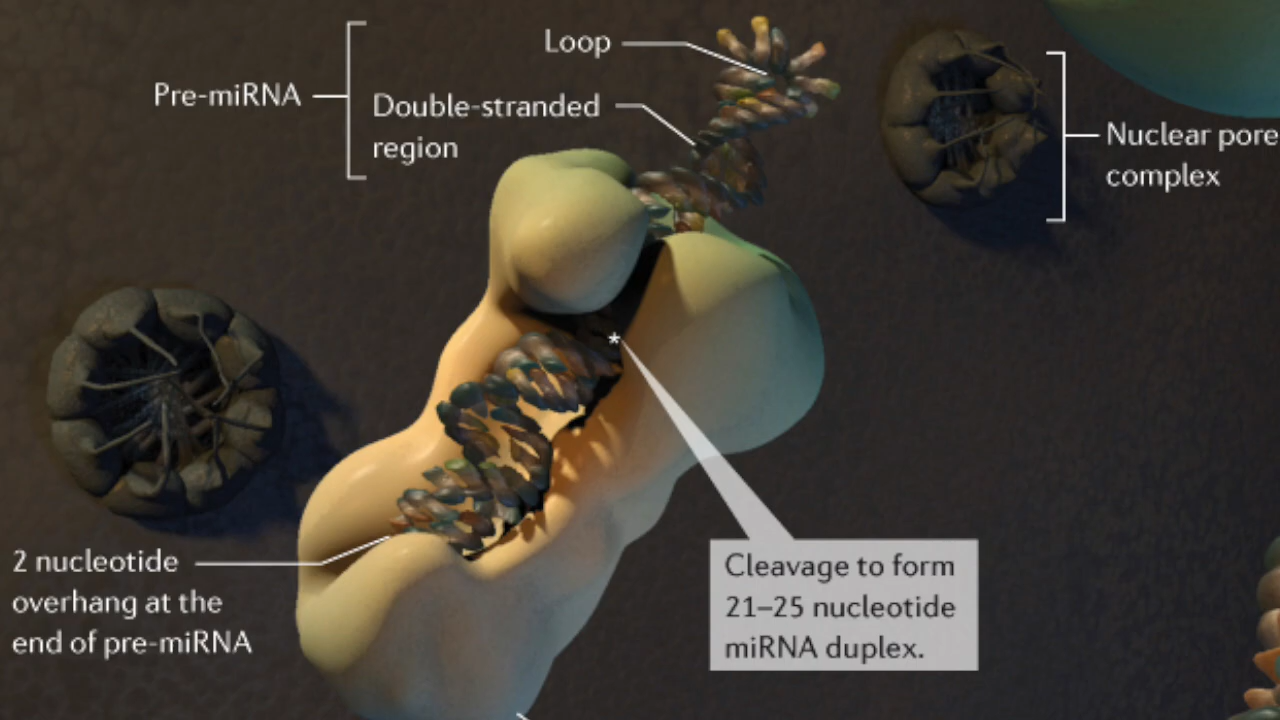 Loop
Pre-miRNA
Double-stranded
region
Nuclear pore
complex
*
2 nucleotide
overhang at the
end of pre-miRNA
Cleavage to form
21–25 nucleotide
miRNA duplex.